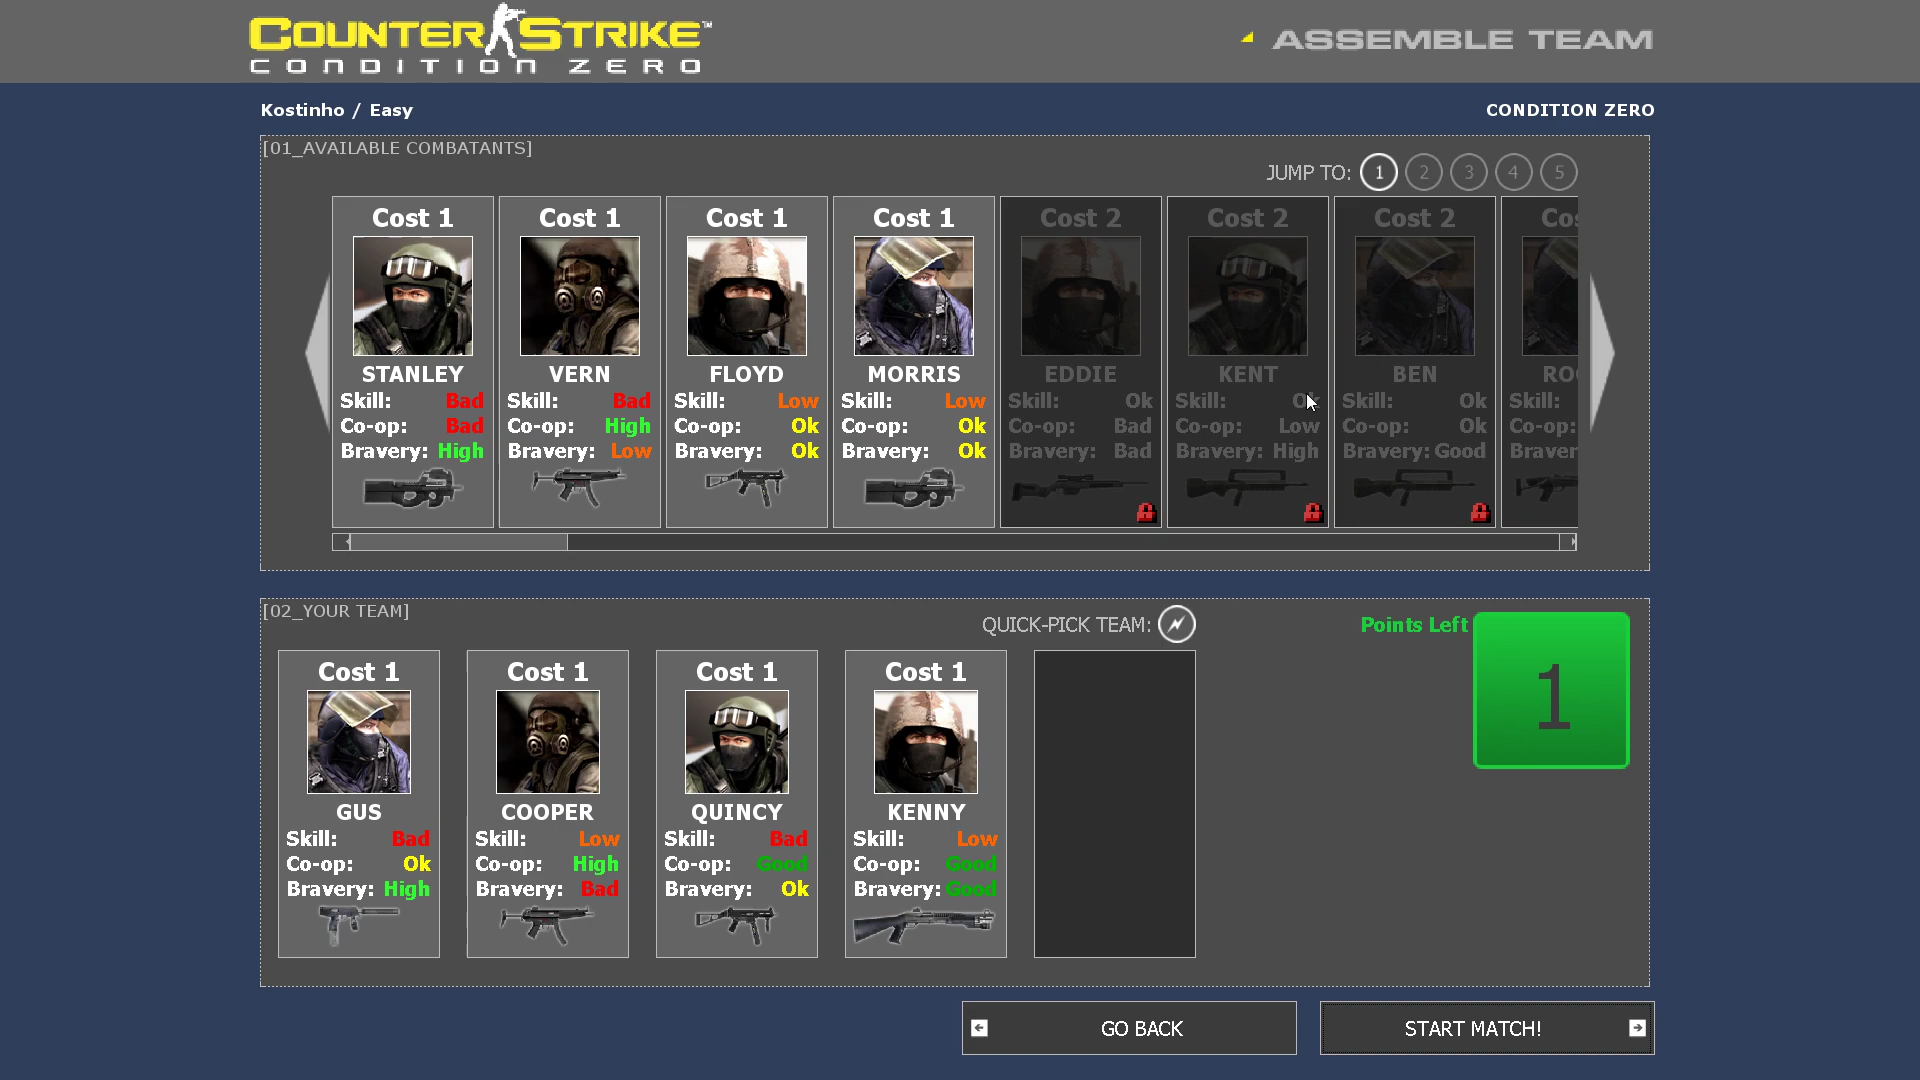 COUNTER STRIKE™
CONDITION ZERO
ASSEMBLE TEAM
Kostinho / Easy
CONDITION ZERO
[01_AVAILABLE COMBATANTS]
JUMP TO: 1 2 3 4 5
Cost 1
STANLEY
Skill: Bad
Co-op: Bad
Bravery: High
Cost 1
VERN
Skill: Bad
Co-op: High
Bravery: Low
Cost 1
FLOYD
Skill: Low
Co-op: Ok
Bravery: Ok
Cost 1
MORRIS
Skill: Low
Co-op: Ok
Bravery: Ok
Cost 2
EDDIE
Skill: Ok
Co-op: Bad
Bravery: Bad
Cost 2
KENT
Skill: Ok
Co-op: Low
Bravery: High
Cost 2
BEN
Skill: Ok
Co-op: Ok
Bravery: Good
Skill:
Co-op:
[02_YOUR TEAM]
QUICK-PICK TEAM:
Points Left
1
Cost 1
GUS
Skill: Bad
Co-op: Ok
Bravery: High
Cost 1
COOPER
Skill: Low
Co-op: High
Bravery: Bad
Cost 1
QUINCY
Skill: Bad
Co-op: Good
Bravery: Ok
Cost 1
KENNY
Skill: Low
Co-op: Good
Bravery: Good
GO BACK
START MATCH!